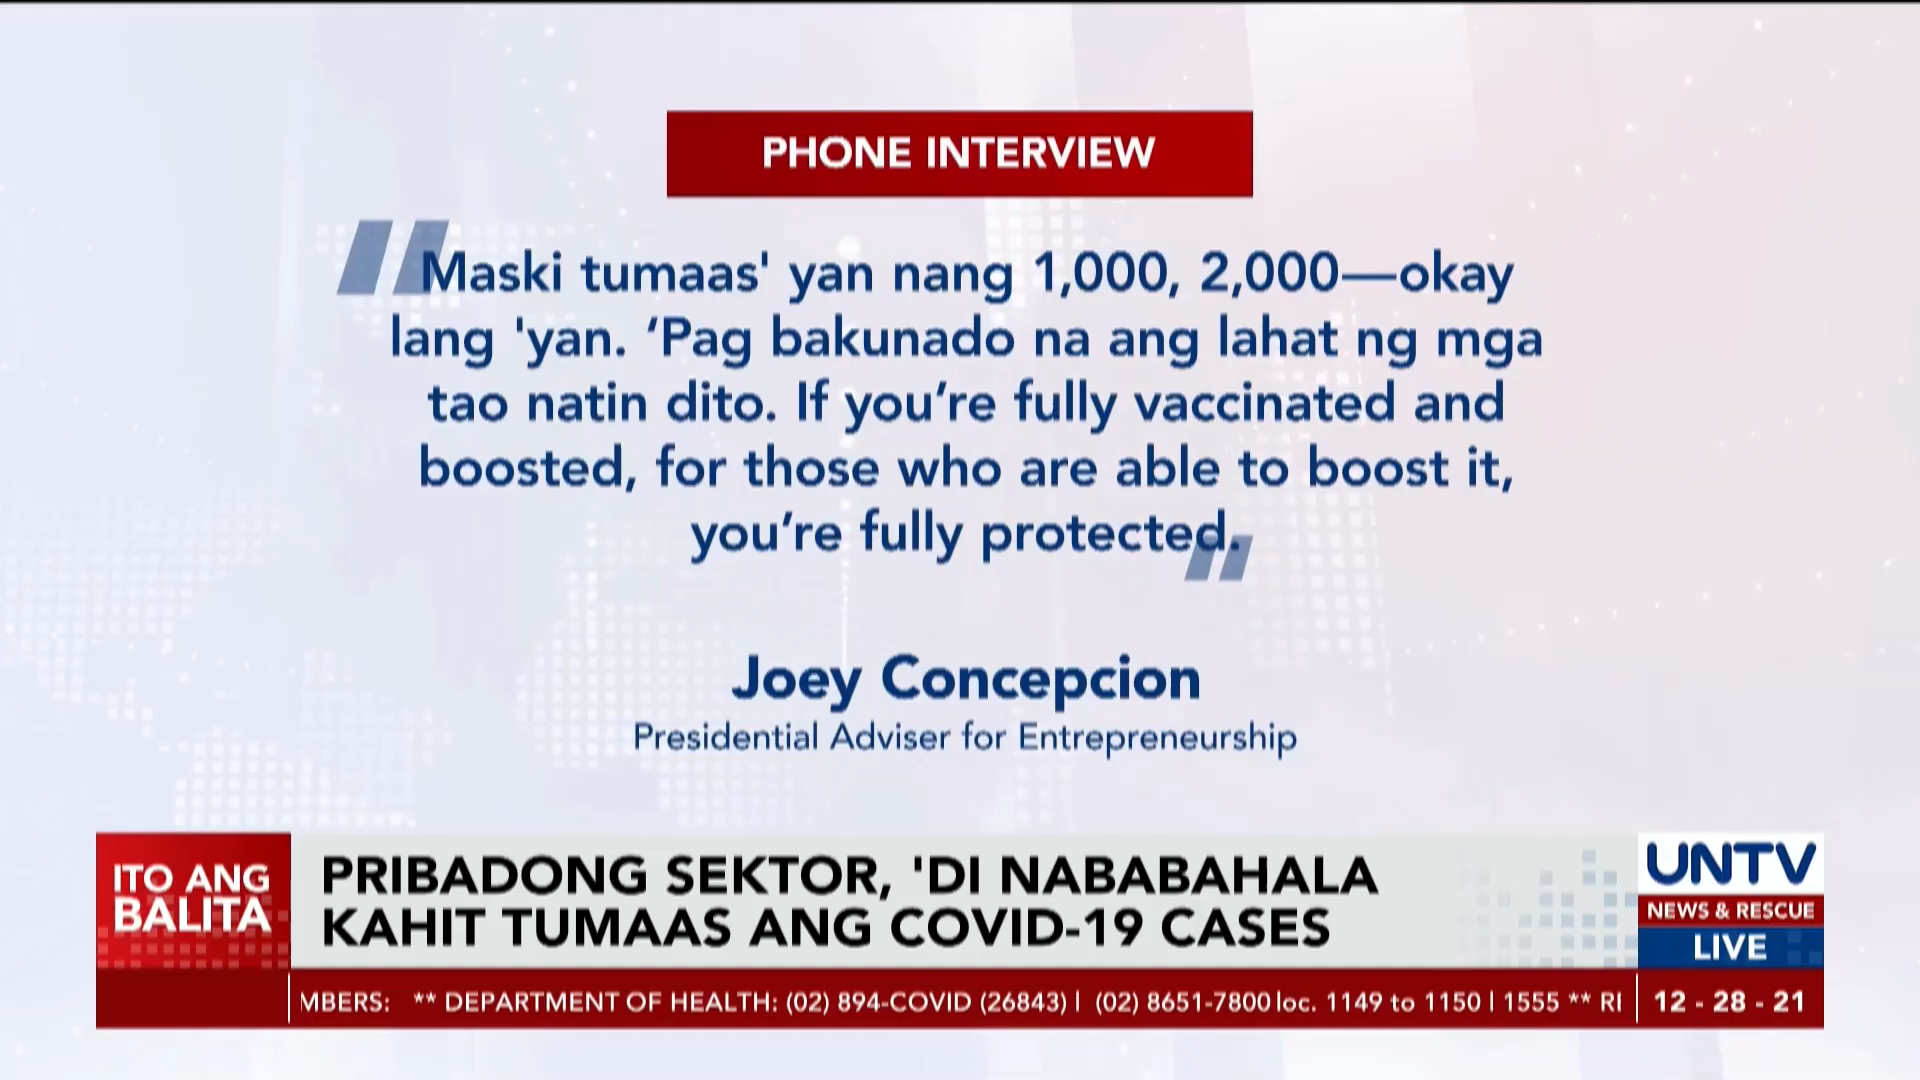 PHONE INTERVIEW
Maski tumaas' yan nang 1,000, 2,000—okay
lang 'yan. ‘Pag bakunado na ang lahat ng mga
tao natin dito. If you’re fully vaccinated and
boosted, for those who are able to boost it,
you’re fully protected.
Joey Concepcion
Presidential Adviser for Entrepreneurship
ITO ANG
BALITA
PRIBADONG SEKTOR, 'DI NABABAHALA
KAHIT TUMAAS ANG COVID-19 CASES
UNTV
NEWS & RESCUE
LIVE
MBERS: ** DEPARTMENT OF HEALTH: (02) 894-COVID (26843) | (02) 8651-7800 loc. 1149 to 1150 | 1555 ** RI
12 - 28 - 21